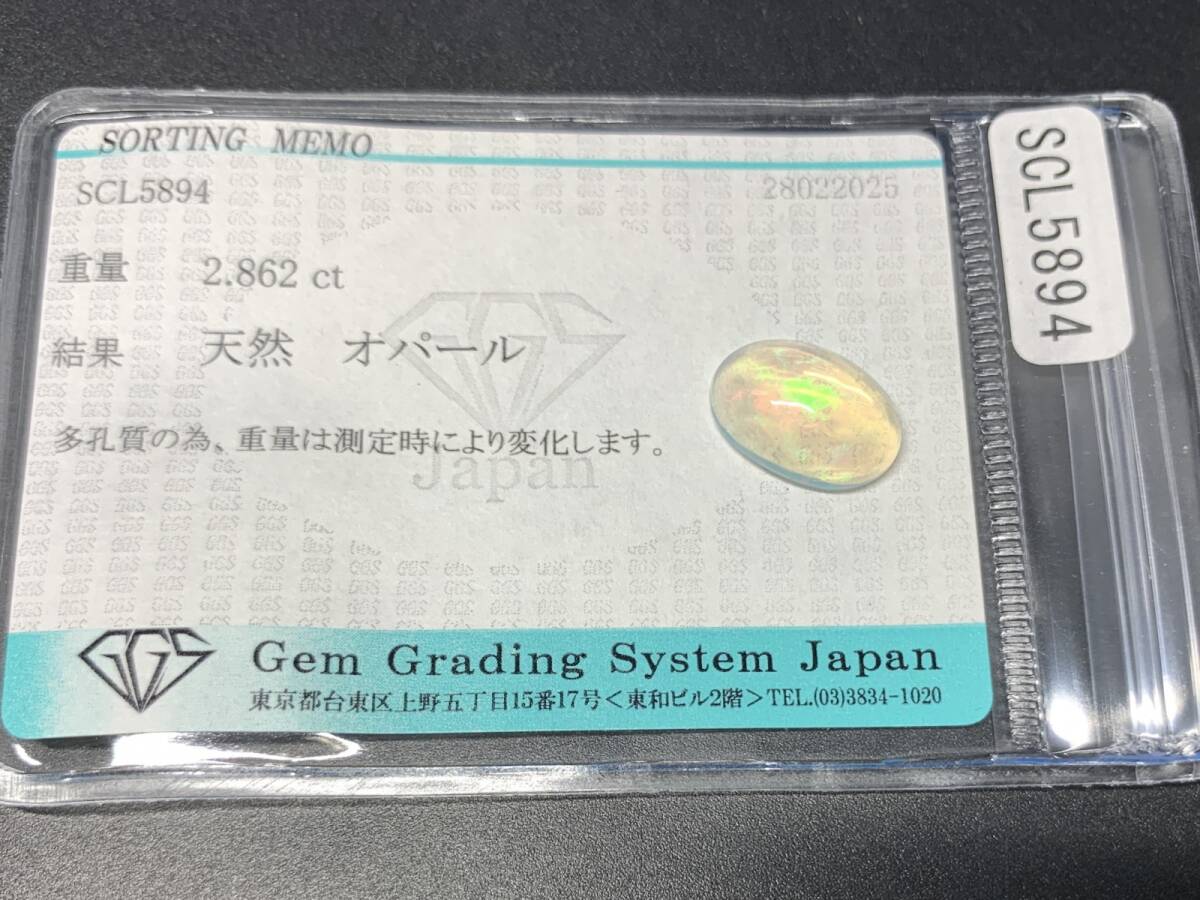 SORTING MEMO
SCL5894 28022025
重量 2.862 ct
結果 天然 オパール
多孔質の為、重量は測定時により変化します。
GGS
Japan
GGS Gem Grading System Japan
東京都台東区上野五丁目15番17号<東和ビル2階>TEL.(03)3834-1020
SCL5894